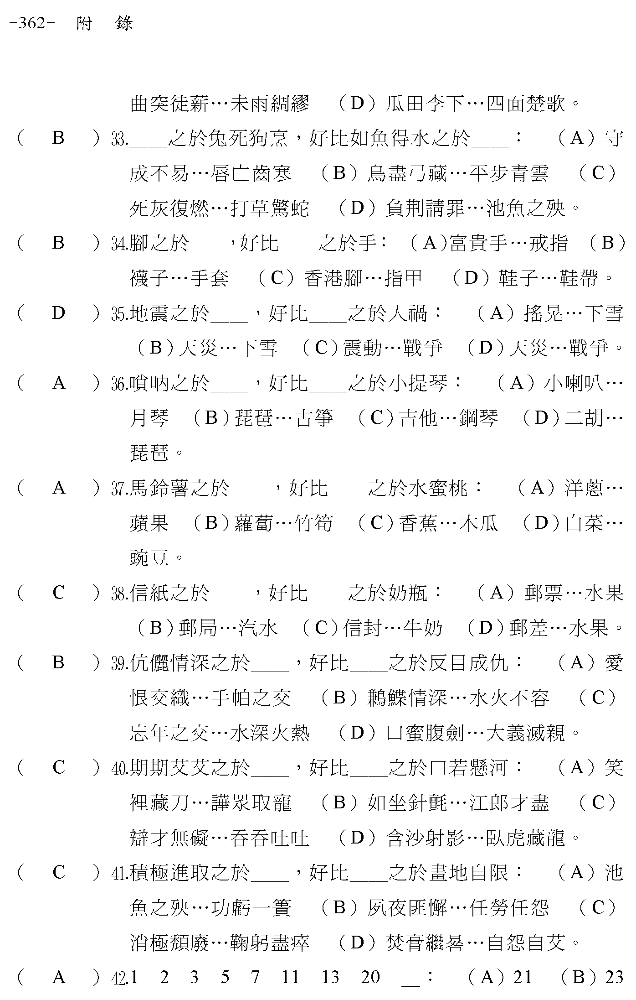 -362-　附　錄
曲突徒薪…未雨綢繆　（D）瓜田李下…四面楚歌。
（　B　）33.____之於兔死狗烹，好比如魚得水之於____：　（A）守
成不易…唇亡齒寒　（B）鳥盡弓藏…平步青雲　（C）
死灰復燃…打草驚蛇　（D）負荆請罪…池魚之殃。
（　B　）34.腳之於____，好比____之於手：　（A）富貴手…戒指　（B）
襪子…手套　（C）香港腳…指甲　（D）鞋子…鞋帶。
（　D　）35.地震之於____，好比____之於人禍：　（A）搖晃…下雪
（B）天災…下雪　（C）震動…戰爭　（D）天災…戰爭。
（　A　）36.嗩吶之於____，好比____之於小提琴：　（A）小喇叭…
月琴　（B）琵琶…古箏　（C）吉他…鋼琴　（D）二胡…
琵琶。
（　A　）37.馬鈴薯之於____，好比____之於水蜜桃：　（A）洋蔥…
蘋果　（B）蘿蔔…竹筍　（C）香蕉…木瓜　（D）白菜…
豌豆。
（　C　）38.信紙之於____，好比____之於奶瓶：　（A）郵票…水果
（B）郵局…汽水　（C）信封…牛奶　（D）郵差…水果。
（　B　）39.伉儷情深之於____，好比____之於反目成仇：　（A）愛
恨交織…手帕之交　（B）鶼鰈情深…水火不容　（C）
忘年之交…水深火熱　（D）口蜜腹劍…大義滅親。
（　C　）40.期期艾艾之於____，好比____之於口若懸河：　（A）笑
裡藏刀…譁眾取寵　（B）如坐針氈…江郎才盡　（C）
辯才無礙…吞吞吐吐　（D）含沙射影…臥虎藏龍。
（　C　）41.積極進取之於____，好比____之於畫地自限：　（A）池
魚之殃…功虧一簣　（B）夙夜匪懈…任勞任怨　（C）
消極頹廢…鞠躬盡瘁　（D）焚膏繼晷…自怨自艾。
（　A　）42.1　2　3　5　7　11　13　20　__：　（A）21　（B）23